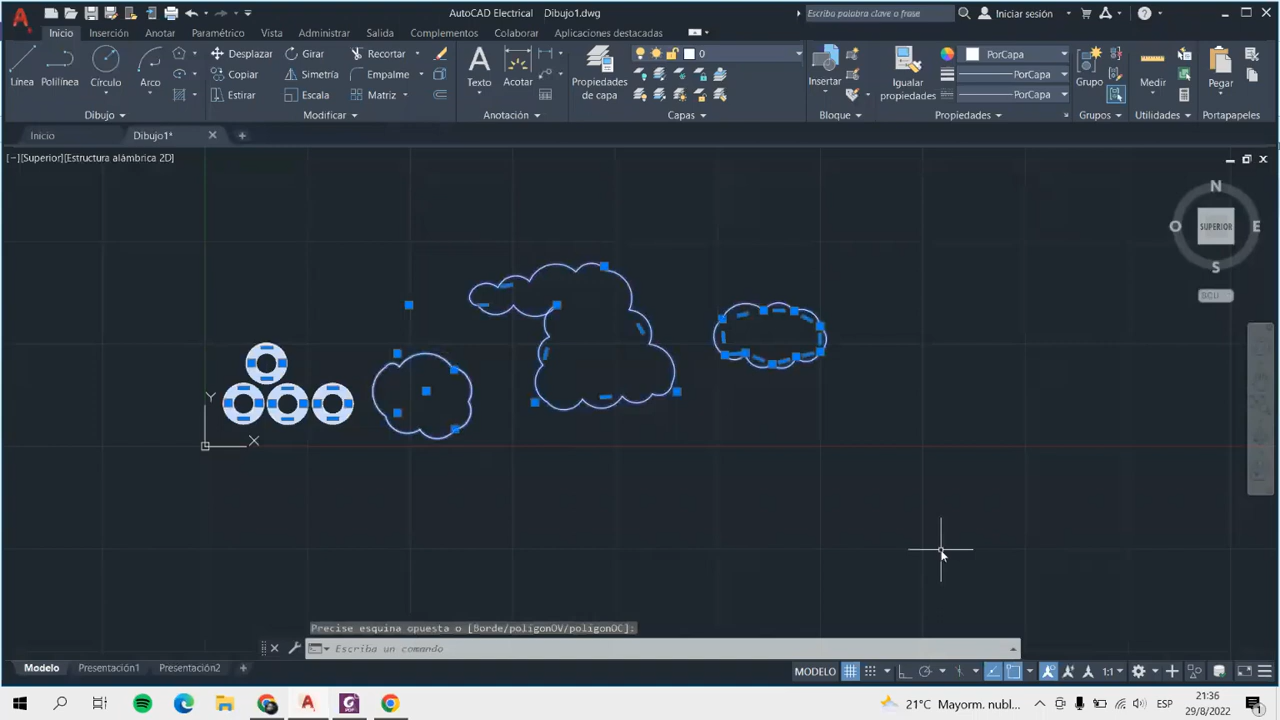 AutoCAD Electrical Dibujo1.dwg
Escriba palabra clave o frase
Iniciar sesión
Inicio Inserción Anotar Paramétrico Vista Administrar Salida Complementos Colaborar Aplicaciones destacadas
Línea Polilínea Círculo Arco
Desplazar Girar Recortar
Copiar Simetría Empalme
Estirar Escala Matriz
Texto Acotar
Propiedades de capa
0
Insertar
Igualar propiedades
PorCapa
PorCapa
PorCapa
Grupo
Medir
Pegar
Dibujo Modificar Anotación Capas Bloque Propiedades Grupos Utilidades Portapapeles
Inicio Dibujo1*
[−][Superior][Estructura alámbrica 2D]
N
O SUPERIOR E
S
SCU
Y
X
Precise esquina opuesta o [Borde/polígonOV/polígonOC]:
Escriba un comando
Modelo Presentación1 Presentación2
MODELO 1:1
21°C Mayorm. nubl...
ESP
21:36
29/8/2022
1